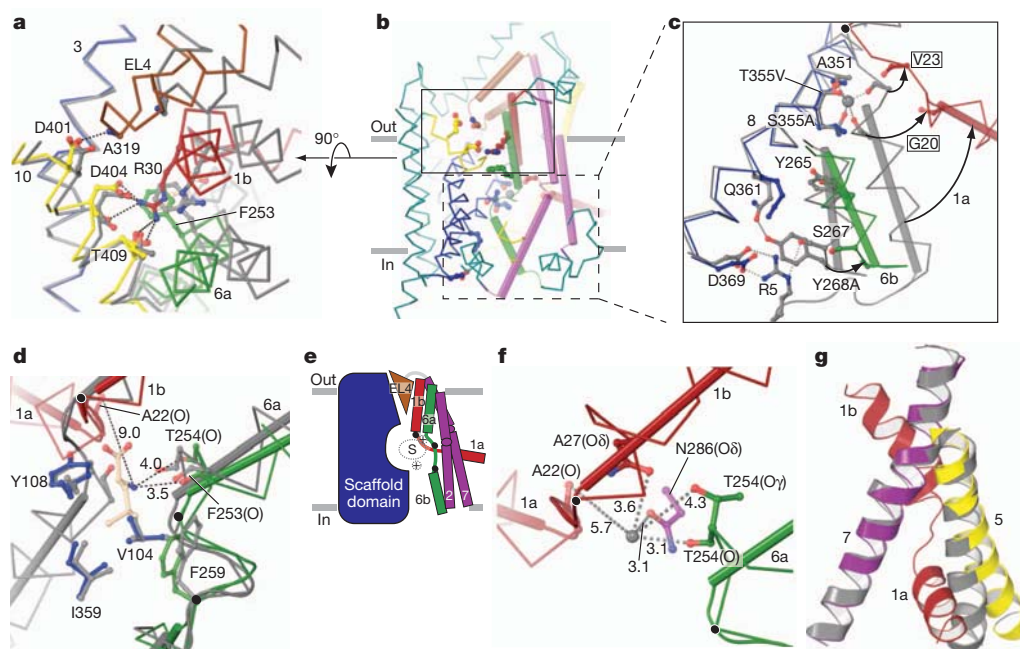 a
3
EL4
D401
A319
10
D404
R30
1b
F253
T409
6a
90°
b
Out
In
c
A351
V23
T355V
8
S355A
G20
Y265
1a
Q361
S267
D369
R5
Y268A
6b
d
1b
1a
A22(O)
6a
9.0
T254(O)
4.0
Y108
3.5
F253(O)
V104
F259
I359
e
Out
EL4
1b
6a
S
1a
Scaffold
domain
6b
2
7
In
f
1b
A27(Oδ)
N286(Oδ)
A22(O)
T254(Oγ)
1a
3.6
4.3
5.7
3.1
3.1
T254(O)
6a
g
1b
7
5
1a